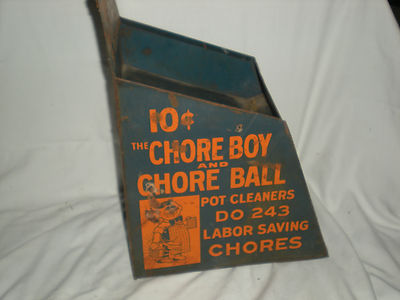 10¢
THE CHORE BOY
AND
CHORE BALL
POT CLEANERS
DO 243
LABOR SAVING
CHORES